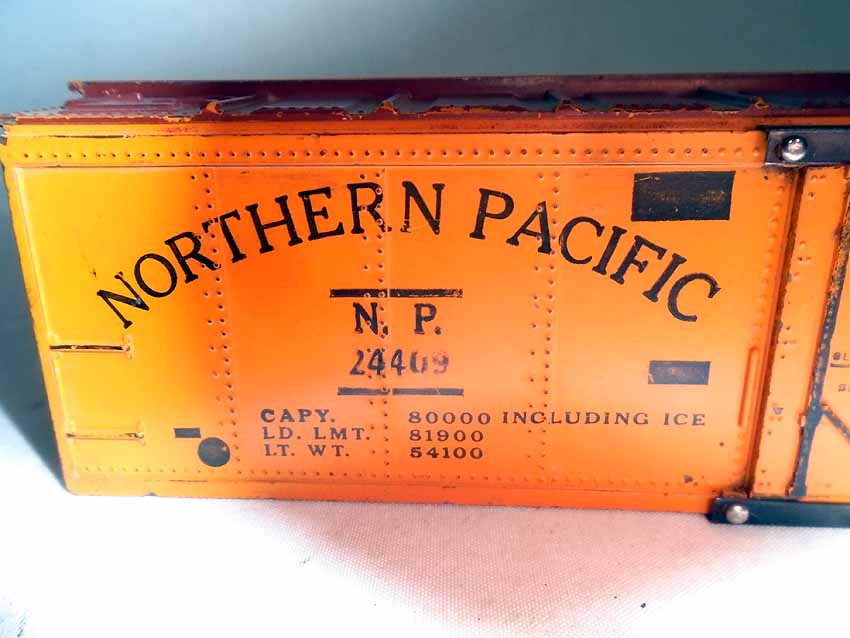 NORTHERN PACIFIC
N. P.
24409
CAPY. 80000 INCLUDING ICE
LD. LMT. 81900
LT. WT. 54100